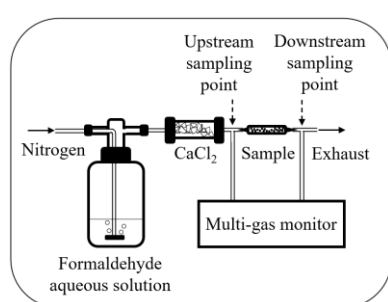 Upstream
sampling
point
Downstream
sampling
point
Nitrogen
CaCl₂
Sample
Exhaust
Multi-gas monitor
Formaldehyde
aqueous solution